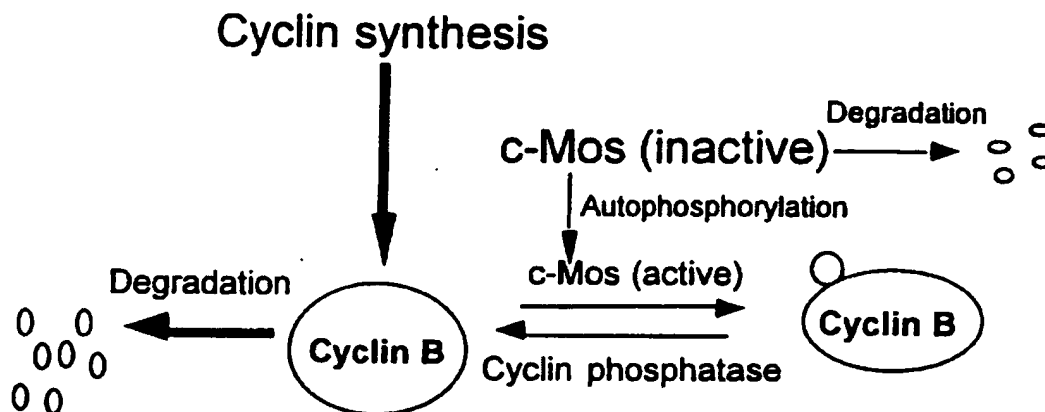 Cyclin synthesis
Degradation
c-Mos (inactive)
Autophosphorylation
c-Mos (active)
Degradation
Cyclin B
Cyclin B
Cyclin phosphatase